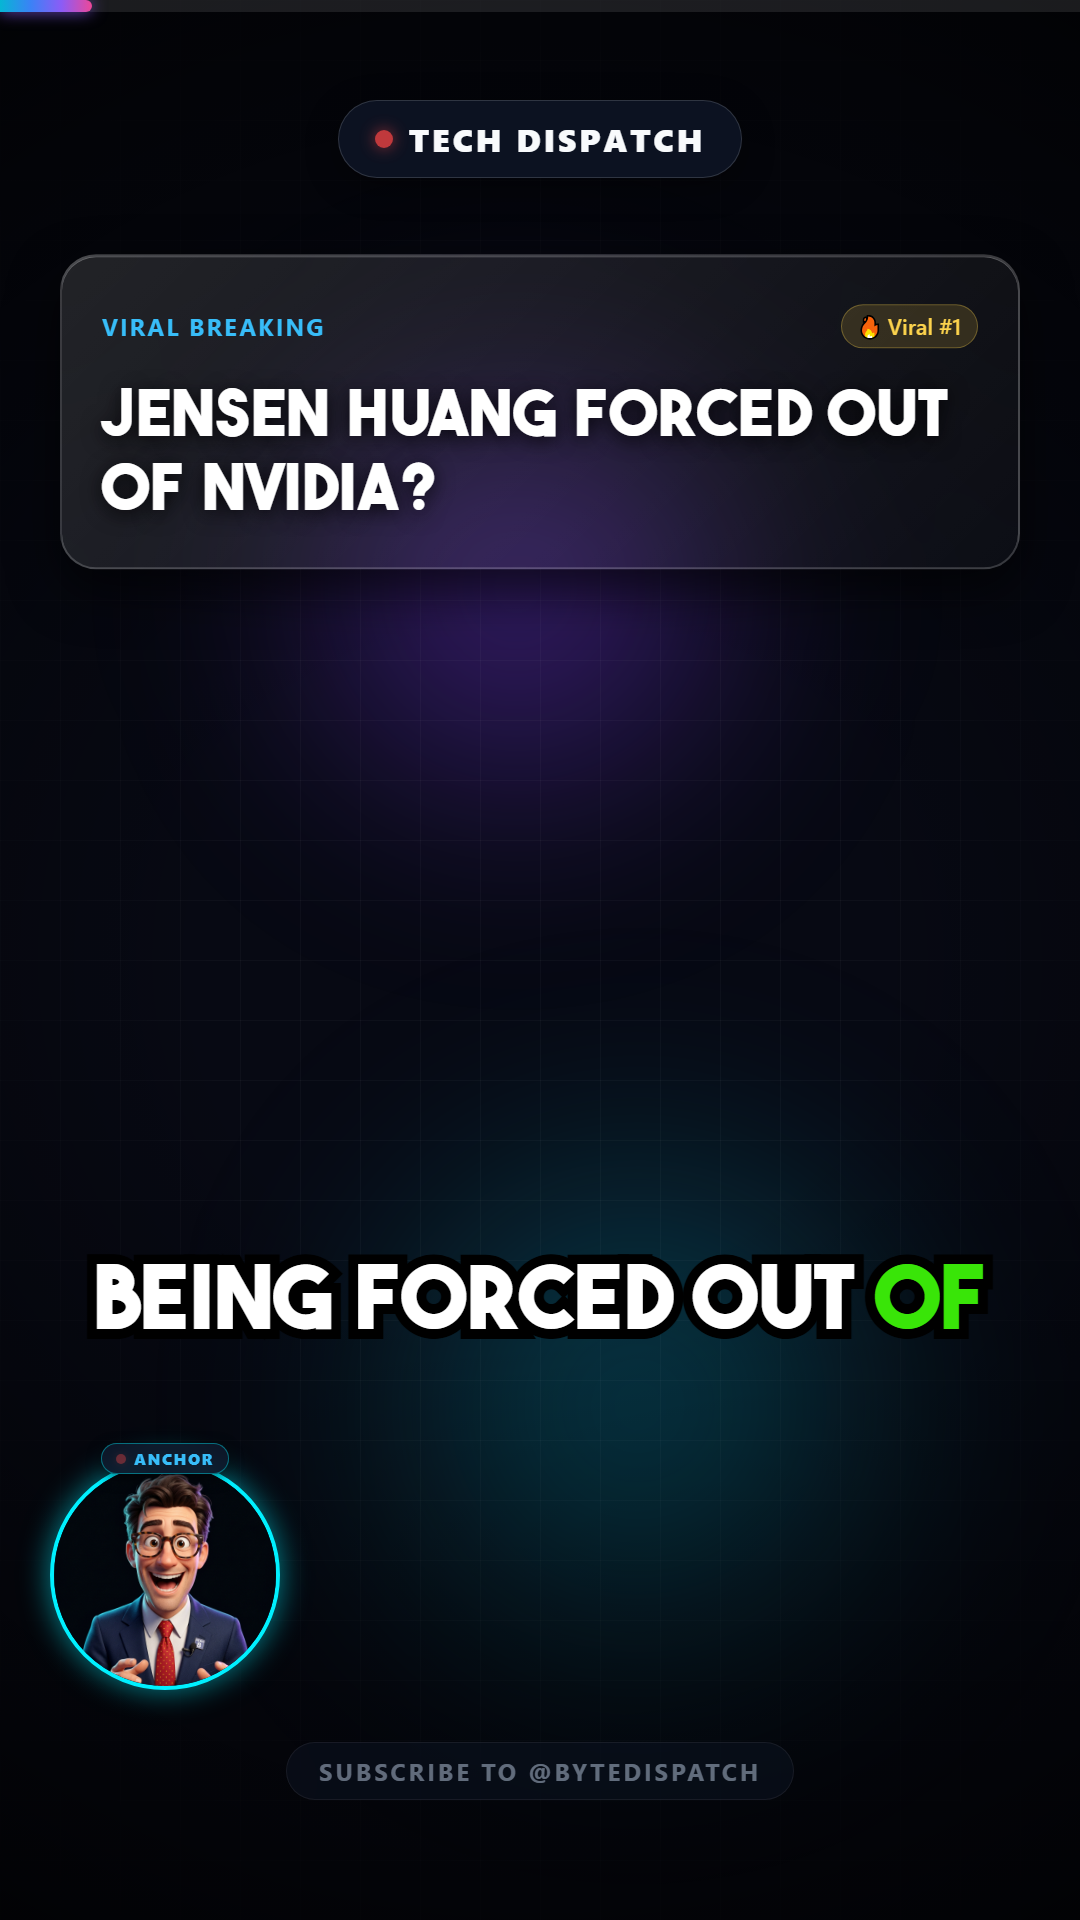 TECH DISPATCH
VIRAL BREAKING
🔥 Viral #1
JENSEN HUANG FORCED OUT
OF NVIDIA?
BEING FORCED OUT OF
ANCHOR
SUBSCRIBE TO @BYTEDISPATCH